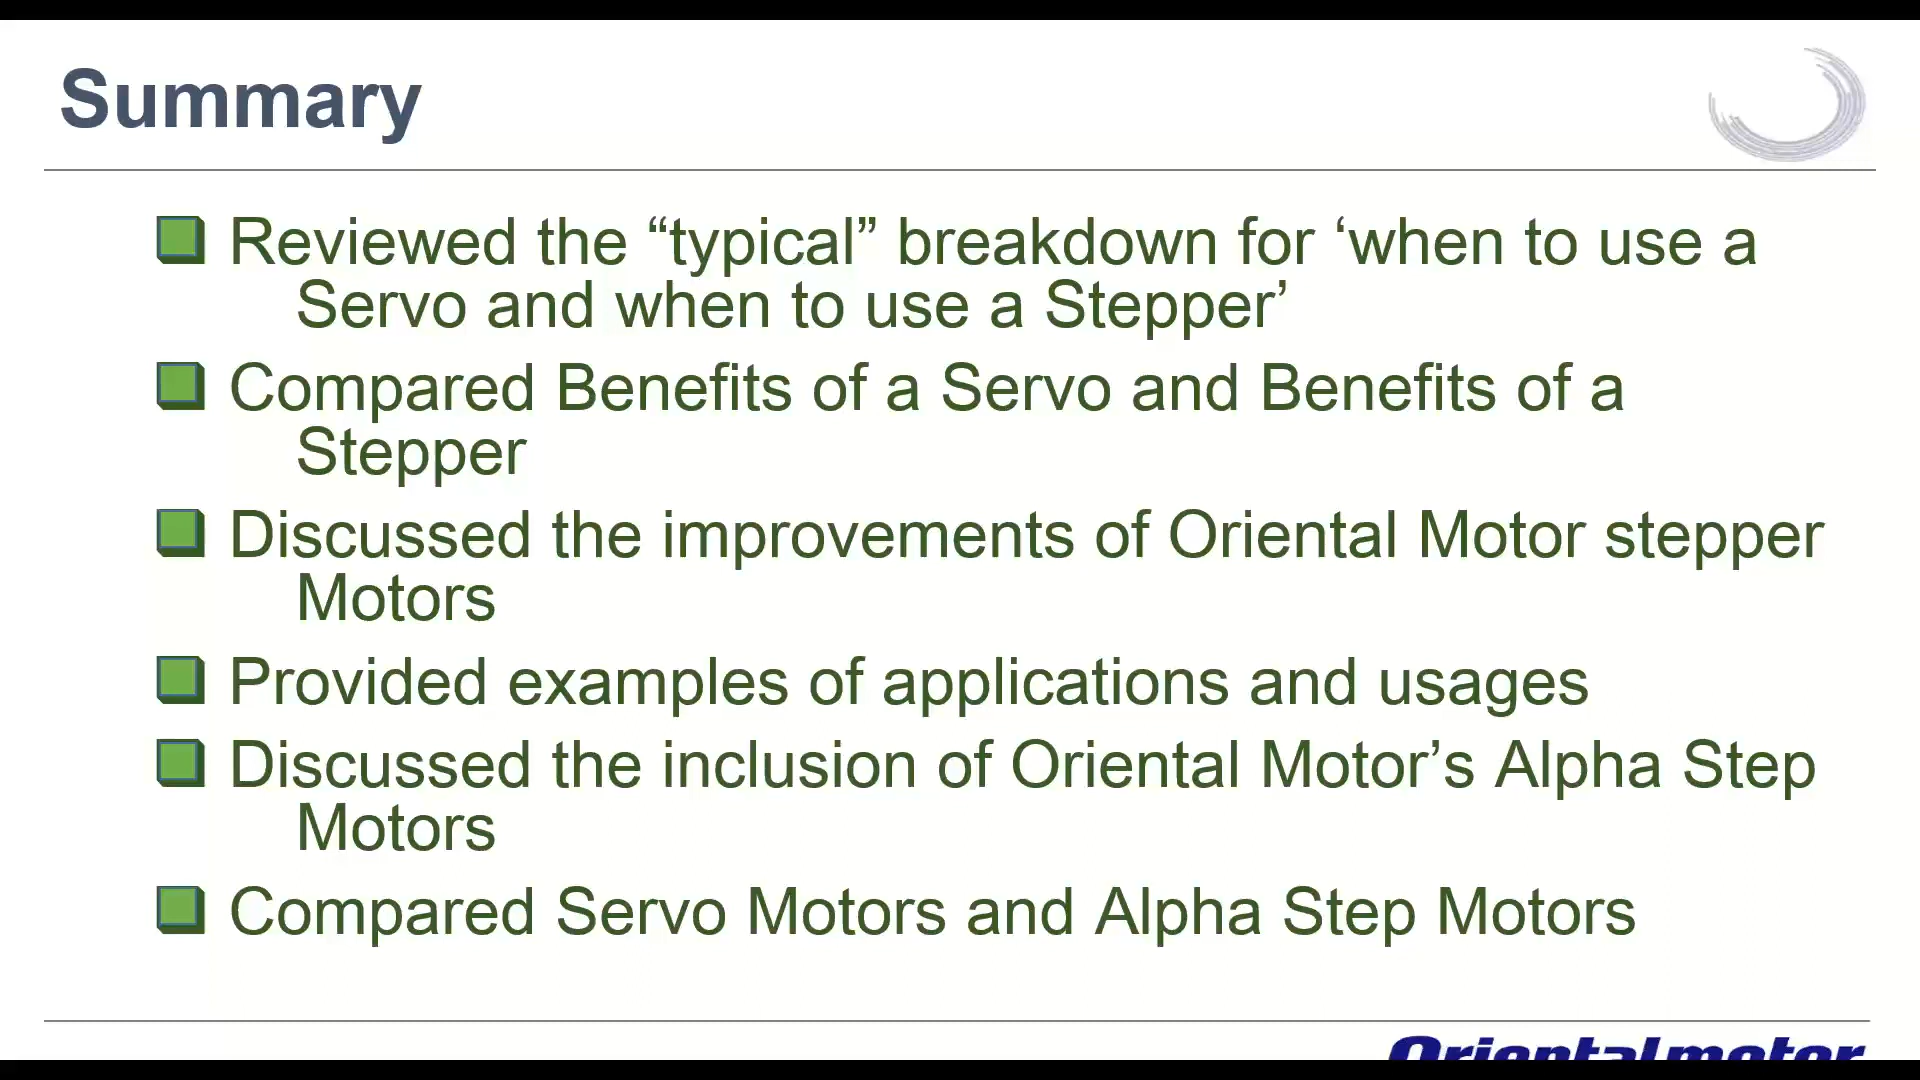 Summary
Reviewed the “typical” breakdown for ‘when to use a
Servo and when to use a Stepper’
Compared Benefits of a Servo and Benefits of a
Stepper
Discussed the improvements of Oriental Motor stepper
Motors
Provided examples of applications and usages
Discussed the inclusion of Oriental Motor’s Alpha Step
Motors
Compared Servo Motors and Alpha Step Motors
Orientalmotor